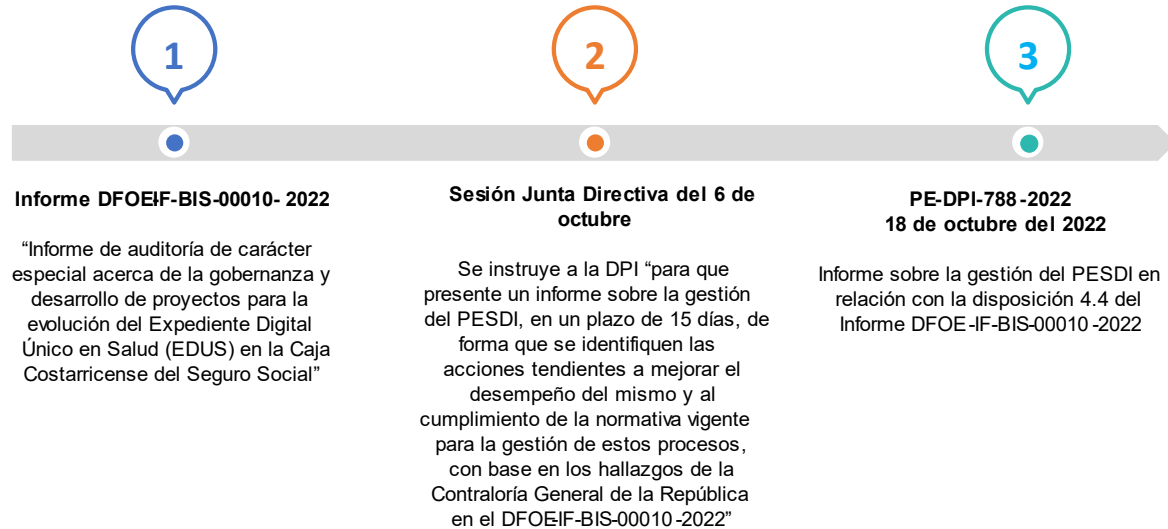 1
Informe DFOE-IF-BIS-00010- 2022
“Informe de auditoría de carácter
especial acerca de la gobernanza y
desarrollo de proyectos para la
evolución del Expediente Digital
Único en Salud (EDUS) en la Caja
Costarricense del Seguro Social”
2
Sesión Junta Directiva del 6 de
octubre
Se instruye a la DPI “para que
presente un informe sobre la gestión
del PESDI, en un plazo de 15 días, de
forma que se identifiquen las
acciones tendientes a mejorar el
desempeño del mismo y al
cumplimiento de la normativa vigente
para la gestión de estos procesos,
con base en los hallazgos de la
Contraloría General de la República
en el DFOE-IF-BIS-00010-2022”
3
PE-DPI-788-2022
18 de octubre del 2022
Informe sobre la gestión del PESDI en
relación con la disposición 4.4 del
Informe DFOE-IF-BIS-00010-2022